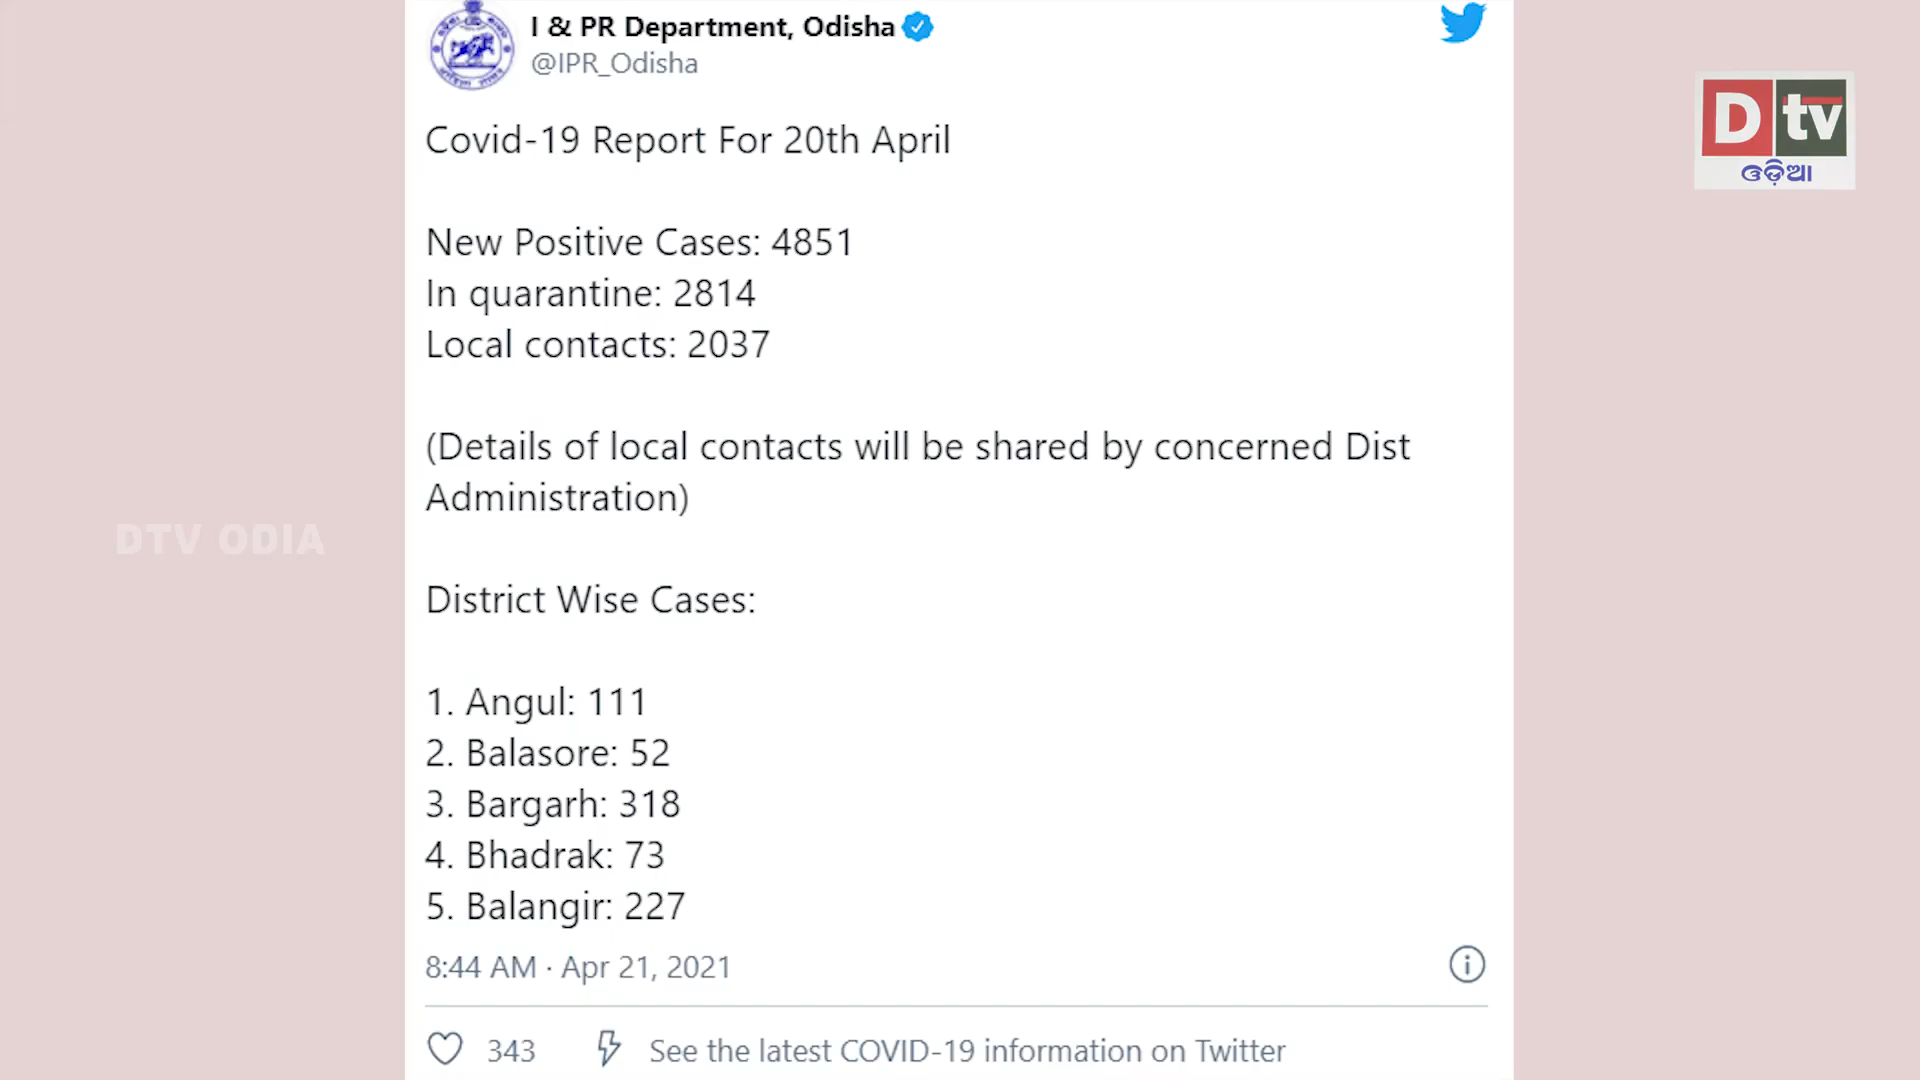 I & PR Department, Odisha
@IPR_Odisha
D tv
ଓଡ଼ିଆ
Covid-19 Report For 20th April
New Positive Cases: 4851
In quarantine: 2814
Local contacts: 2037
(Details of local contacts will be shared by concerned Dist
Administration)
DTV ODIA
District Wise Cases:
1. Angul: 111
2. Balasore: 52
3. Bargarh: 318
4. Bhadrak: 73
5. Balangir: 227
8:44 AM · Apr 21, 2021
343 See the latest COVID-19 information on Twitter